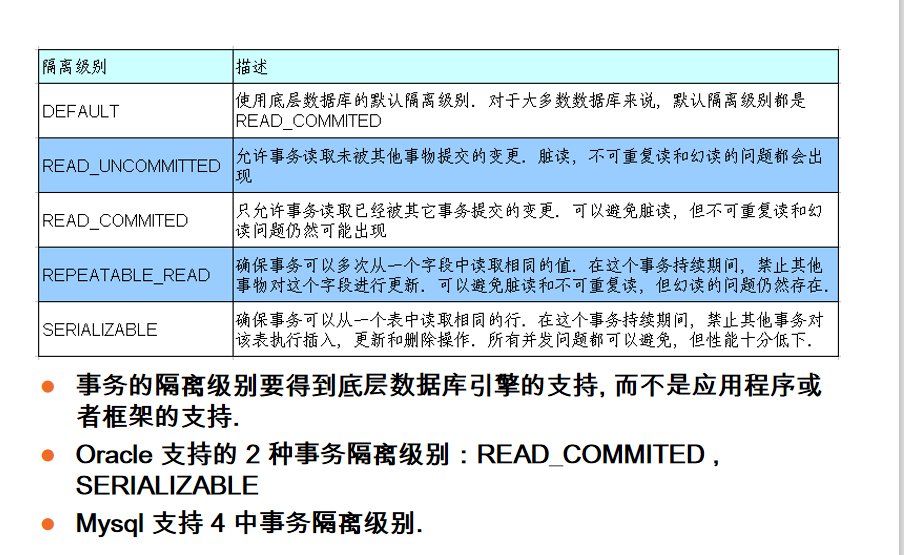 隔离级别 描述
DEFAULT 使用底层数据库的默认隔离级别. 对于大多数数据库来说, 默认隔离级别都是
READ_COMMITED
READ_UNCOMMITTED 允许事务读取未被其他事物提交的变更. 脏读, 不可重复读和幻读的问题都会出
现
READ_COMMITED 只允许事务读取已经被其它事务提交的变更. 可以避免脏读, 但不可重复读和幻
读问题仍然可能出现
REPEATABLE_READ 确保事务可以多次从一个字段中读取相同的值. 在这个事务持续期间, 禁止其他
事物对这个字段进行更新. 可以避免脏读和不可重复读, 但幻读的问题仍然存在.
SERIALIZABLE 确保事务可以从一个表中读取相同的行. 在这个事务持续期间, 禁止其他事务对
该表执行插入, 更新和删除操作. 所有并发问题都可以避免, 但性能十分低下.
事务的隔离级别要得到底层数据库引擎的支持, 而不是应用程序或
者框架的支持.
Oracle 支持的 2 种事务隔离级别：READ_COMMITED ,
SERIALIZABLE
Mysql 支持 4 中事务隔离级别.